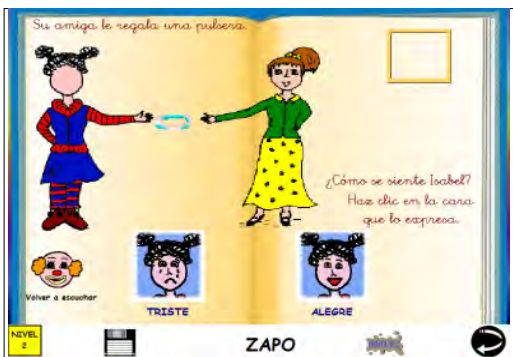 Su amiga le regala una pulsera.
¿Cómo se siente Isabel?
Haz clic en la cara
que lo expresa.
Volver a escuchar
TRISTE
ALEGRE
NIVEL
2
ZAPO